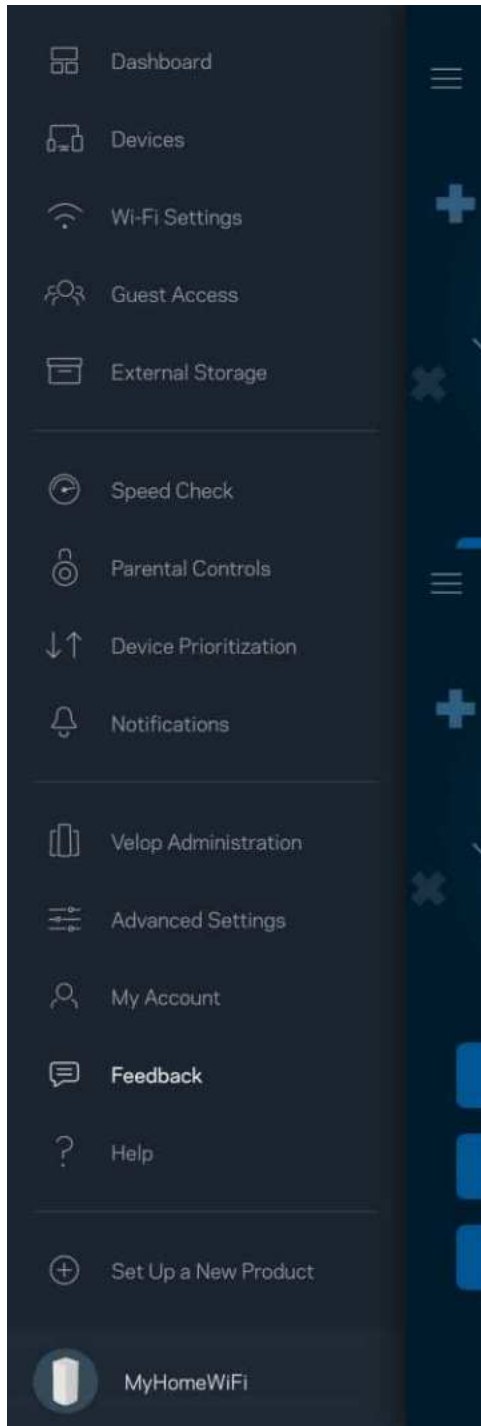 Dashboard
Devices
Wi-Fi Settings
Guest Access
External Storage
Speed Check
Parental Controls
Device Prioritization
Notifications
Velop Administration
Advanced Settings
My Account
Feedback
Help
Set Up a New Product
MyHomeWiFi